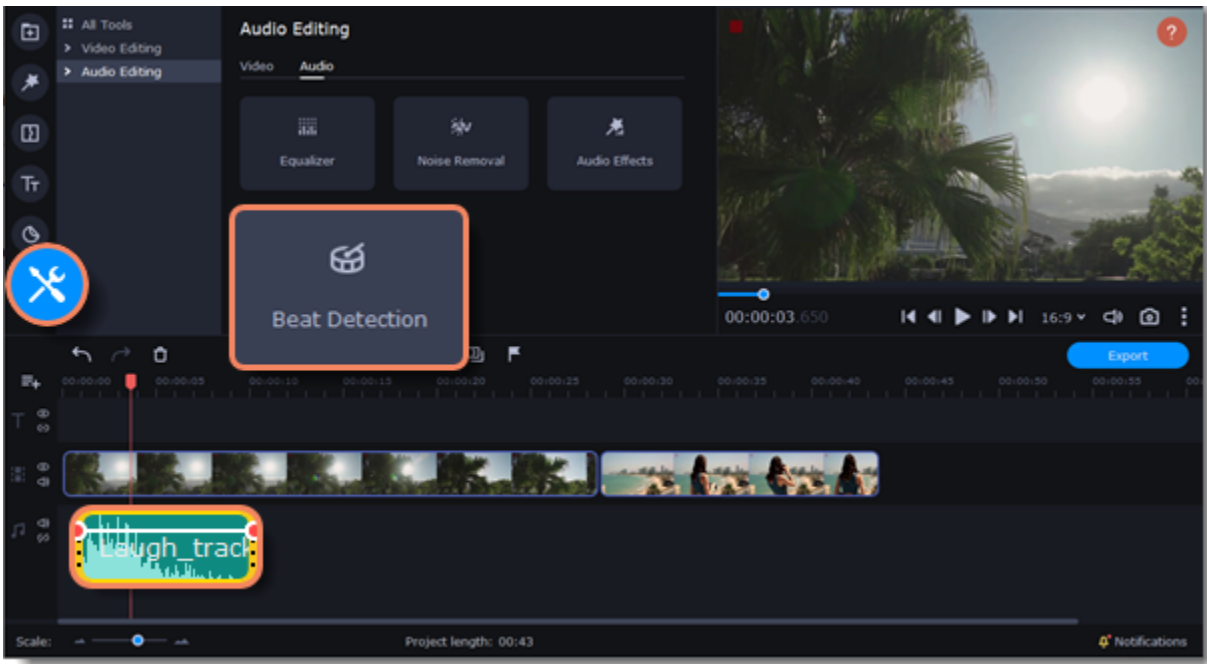 All Tools
Video Editing
Audio Editing
Audio Editing
Video Audio
Equalizer
Noise Removal
Audio Effects
Beat Detection
?
Tт
00:00:03.650
16:9
Export
00:00:00 00:00:05 00:00:10 00:00:15 00:00:20 00:00:25 00:00:30 00:00:35 00:00:40 00:00:45 00:00:50 00:00:55 00
Laugh_track
Scale:
Project length: 00:43
Notifications